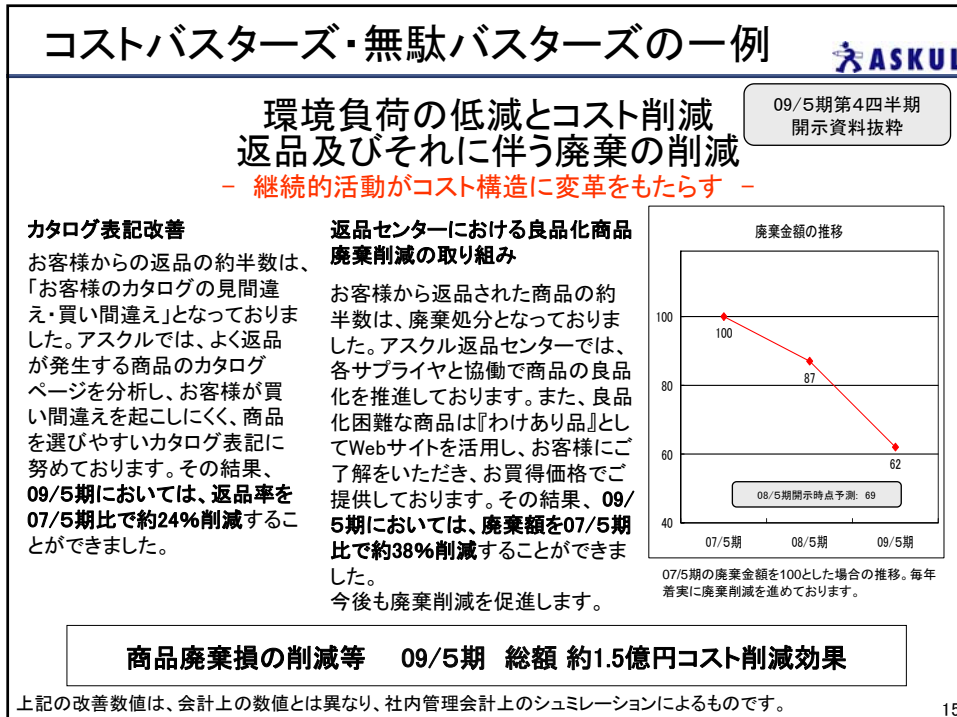 コストバスターズ・無駄バスターズの一例
ASKUL
09/5期第4四半期
開示資料抜粋
環境負荷の低減とコスト削減
返品及びそれに伴う廃棄の削減
－ 継続的活動がコスト構造に変革をもたらす －
カタログ表記改善
お客様からの返品の約半数は、
「お客様のカタログの見間違
え・買い間違え」となっておりま
した。アスクルでは、よく返品
が発生する商品のカタログ
ページを分析し、お客様が買
い間違えを起こしにくく、商品
を選びやすいカタログ表記に
努めております。その結果、
09/5期においては、返品率を
07/5期比で約24%削減するこ
とができました。
返品センターにおける良品化商品
廃棄削減の取り組み
お客様から返品された商品の約
半数は、廃棄処分となっておりま
した。アスクル返品センターでは、
各サプライヤと協働で商品の良品
化を推進しております。また、良品
化困難な商品は『わけあり品』とし
てWebサイトを活用し、お客様にご
了解をいただき、お買得価格でご
提供しております。その結果、09/
5期においては、廃棄額を07/5期
比で約38%削減することができま
した。
今後も廃棄削減を促進します。
廃棄金額の推移
100
80
60
40
100
87
62
08/5期開示時点予測: 69
07/5期 08/5期 09/5期
07/5期の廃棄金額を100とした場合の推移。毎年
着実に廃棄削減を進めております。
商品廃棄損の削減等 09/5期 総額 約1.5億円コスト削減効果
上記の改善数値は、会計上の数値とは異なり、社内管理会計上のシュミレーションによるものです。
15